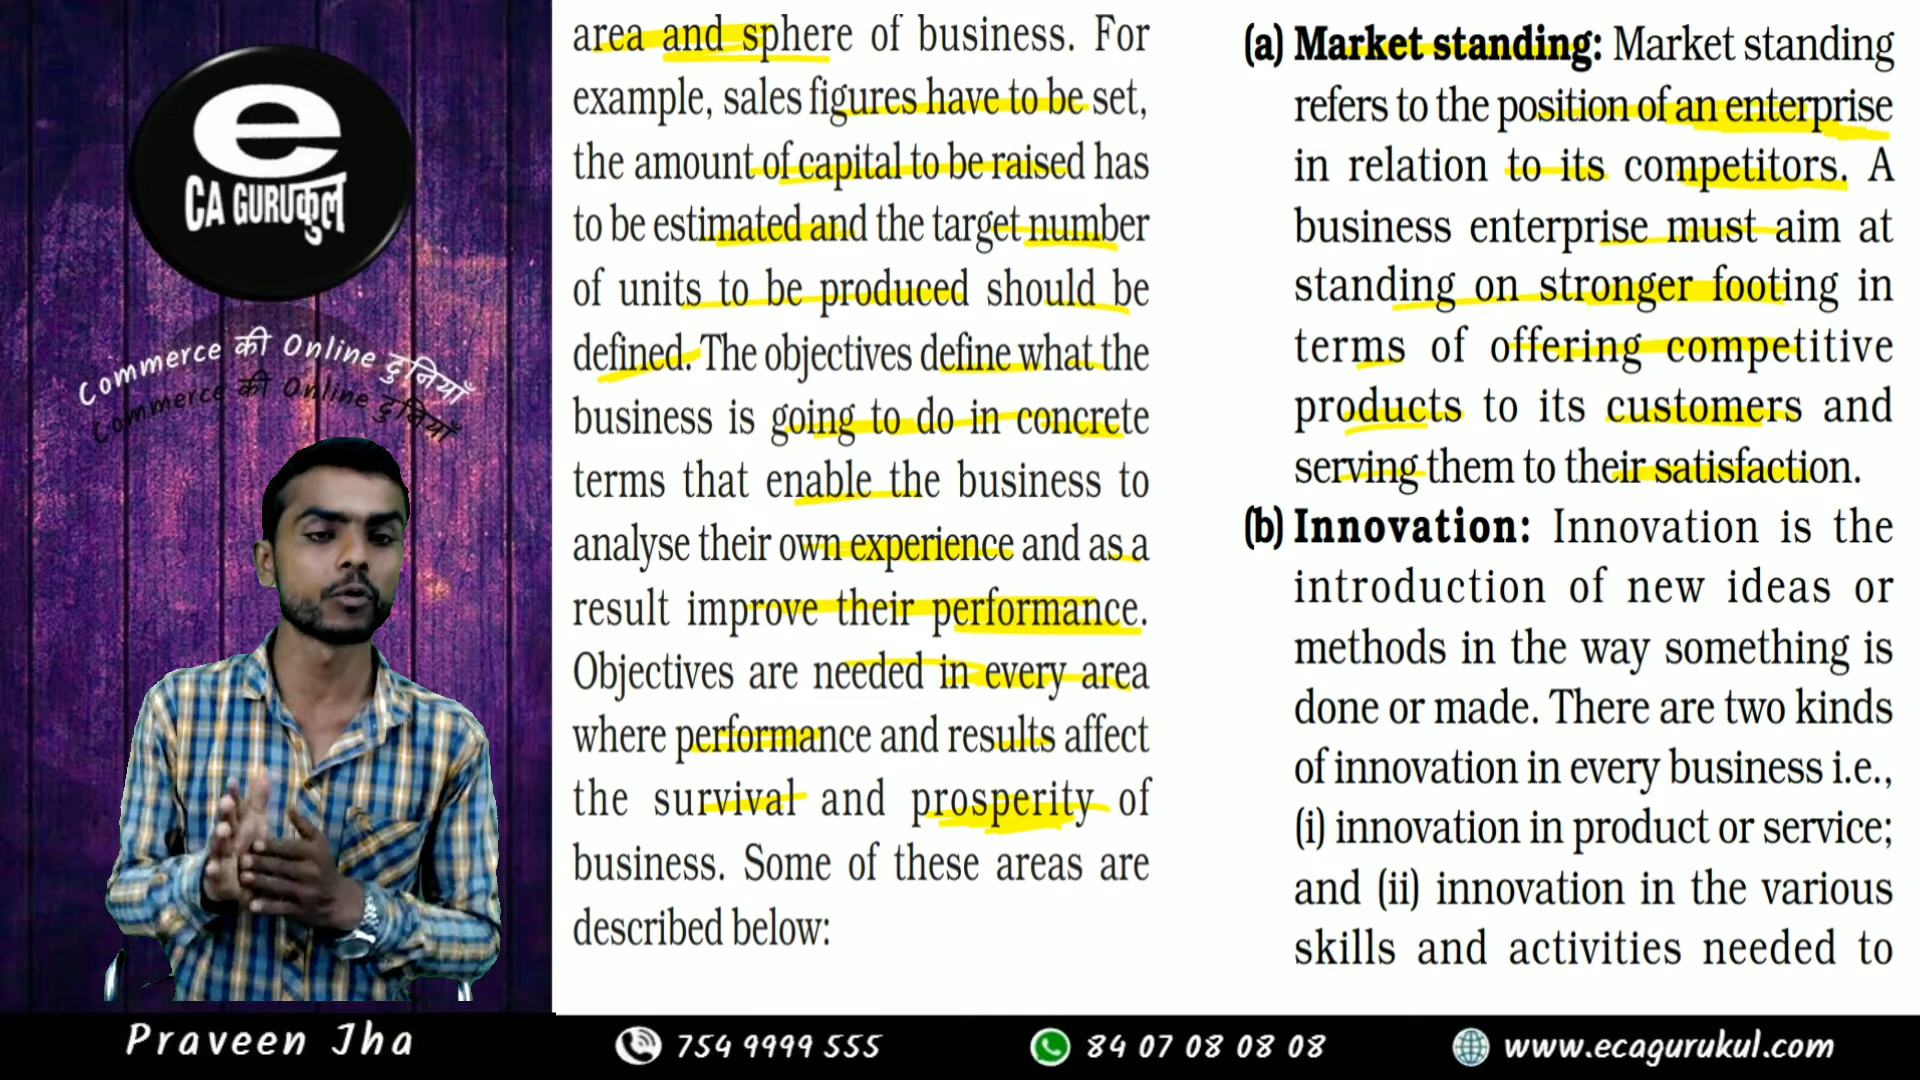 e
CA GURUकुल
Commerce की Online दुनियाँ
Commerce की Online दुनियाँ
area and sphere of business. For
example, sales figures have to be set,
the amount of capital to be raised has
to be estimated and the target number
of units to be produced should be
defined. The objectives define what the
business is going to do in concrete
terms that enable the business to
analyse their own experience and as a
result improve their performance.
Objectives are needed in every area
where performance and results affect
the survival and prosperity of
business. Some of these areas are
described below:
(a) Market standing: Market standing
refers to the position of an enterprise
in relation to its competitors. A
business enterprise must aim at
standing on stronger footing in
terms of offering competitive
products to its customers and
serving them to their satisfaction.
(b) Innovation: Innovation is the
introduction of new ideas or
methods in the way something is
done or made. There are two kinds
of innovation in every business i.e.,
(i) innovation in product or service;
and (ii) innovation in the various
skills and activities needed to
Praveen Jha
754 9999 555
84 07 08 08 08
www.ecagurukul.com